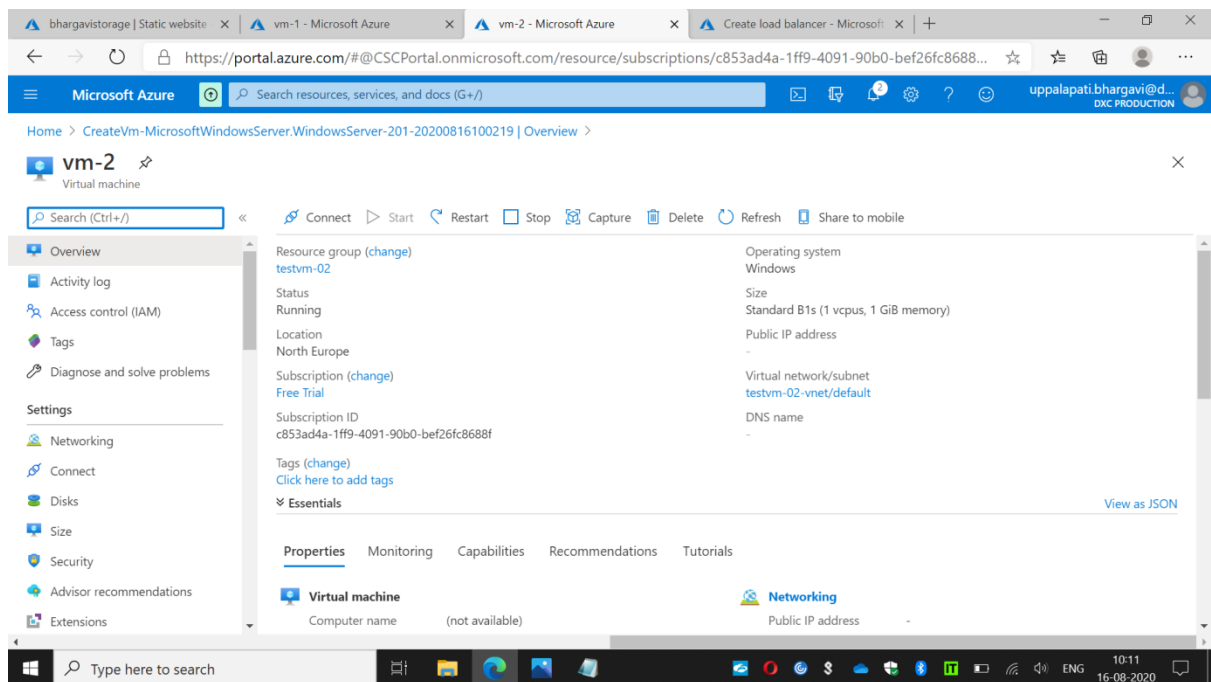 bhargavistorage | Static website
vm-1 - Microsoft Azure
vm-2 - Microsoft Azure
Create load balancer - Microsoft
https://portal.azure.com/#@CSCPortal.onmicrosoft.com/resource/subscriptions/c853ad4a-1ff9-4091-90b0-bef26fc8688...
Microsoft Azure
Search resources, services, and docs (G+/)
2
uppalapati.bhargavi@d...
DXC PRODUCTION
Home > CreateVm-MicrosoftWindowsServer.WindowsServer-201-20200816100219 | Overview >
vm-2
Virtual machine
Search (Ctrl+/)
«
Connect
Start
Restart
Stop
Capture
Delete
Refresh
Share to mobile
Overview
Activity log
Access control (IAM)
Tags
Diagnose and solve problems
Settings
Networking
Connect
Disks
Size
Security
Advisor recommendations
Extensions
Resource group (change)
testvm-02
Status
Running
Location
North Europe
Subscription (change)
Free Trial
Subscription ID
c853ad4a-1ff9-4091-90b0-bef26fc8688f
Tags (change)
Click here to add tags
Operating system
Windows
Size
Standard B1s (1 vcpus, 1 GiB memory)
Public IP address
-
Virtual network/subnet
testvm-02-vnet/default
DNS name
-
Essentials
View as JSON
Properties
Monitoring
Capabilities
Recommendations
Tutorials
Virtual machine
Computer name
(not available)
Networking
Public IP address
-
Type here to search
ENG
10:11
16-08-2020